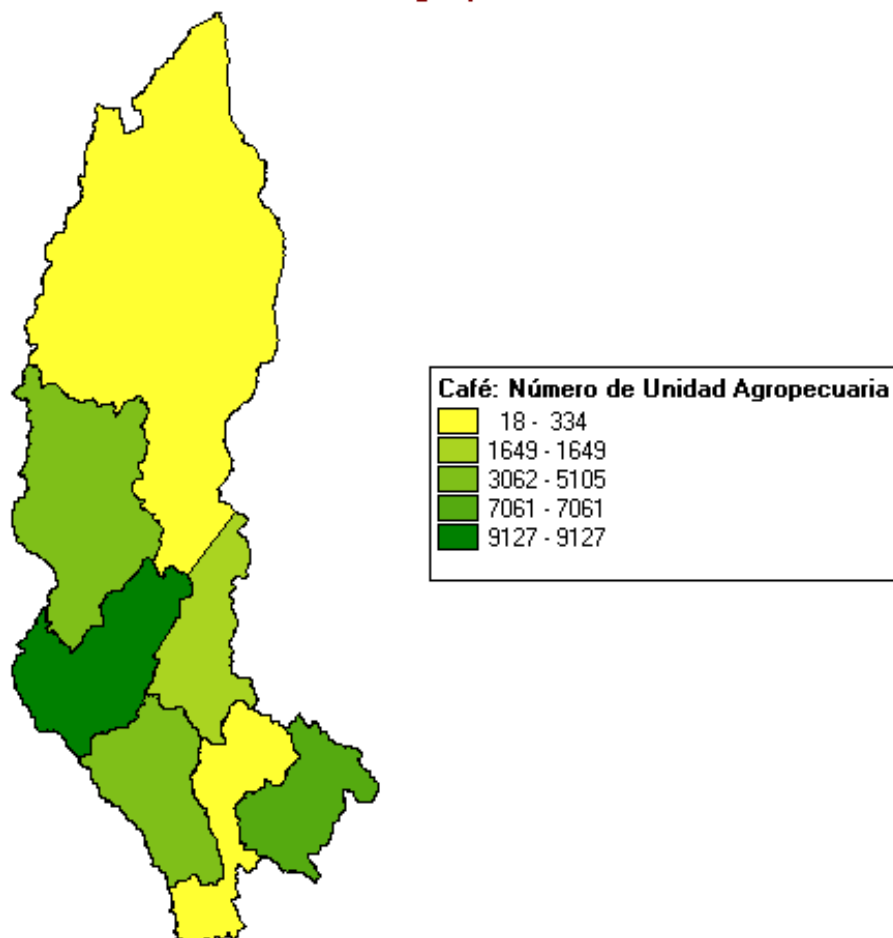 Café: Número de Unidad Agropecuaria
18 - 334
1649 - 1649
3062 - 5105
7061 - 7061
9127 - 9127